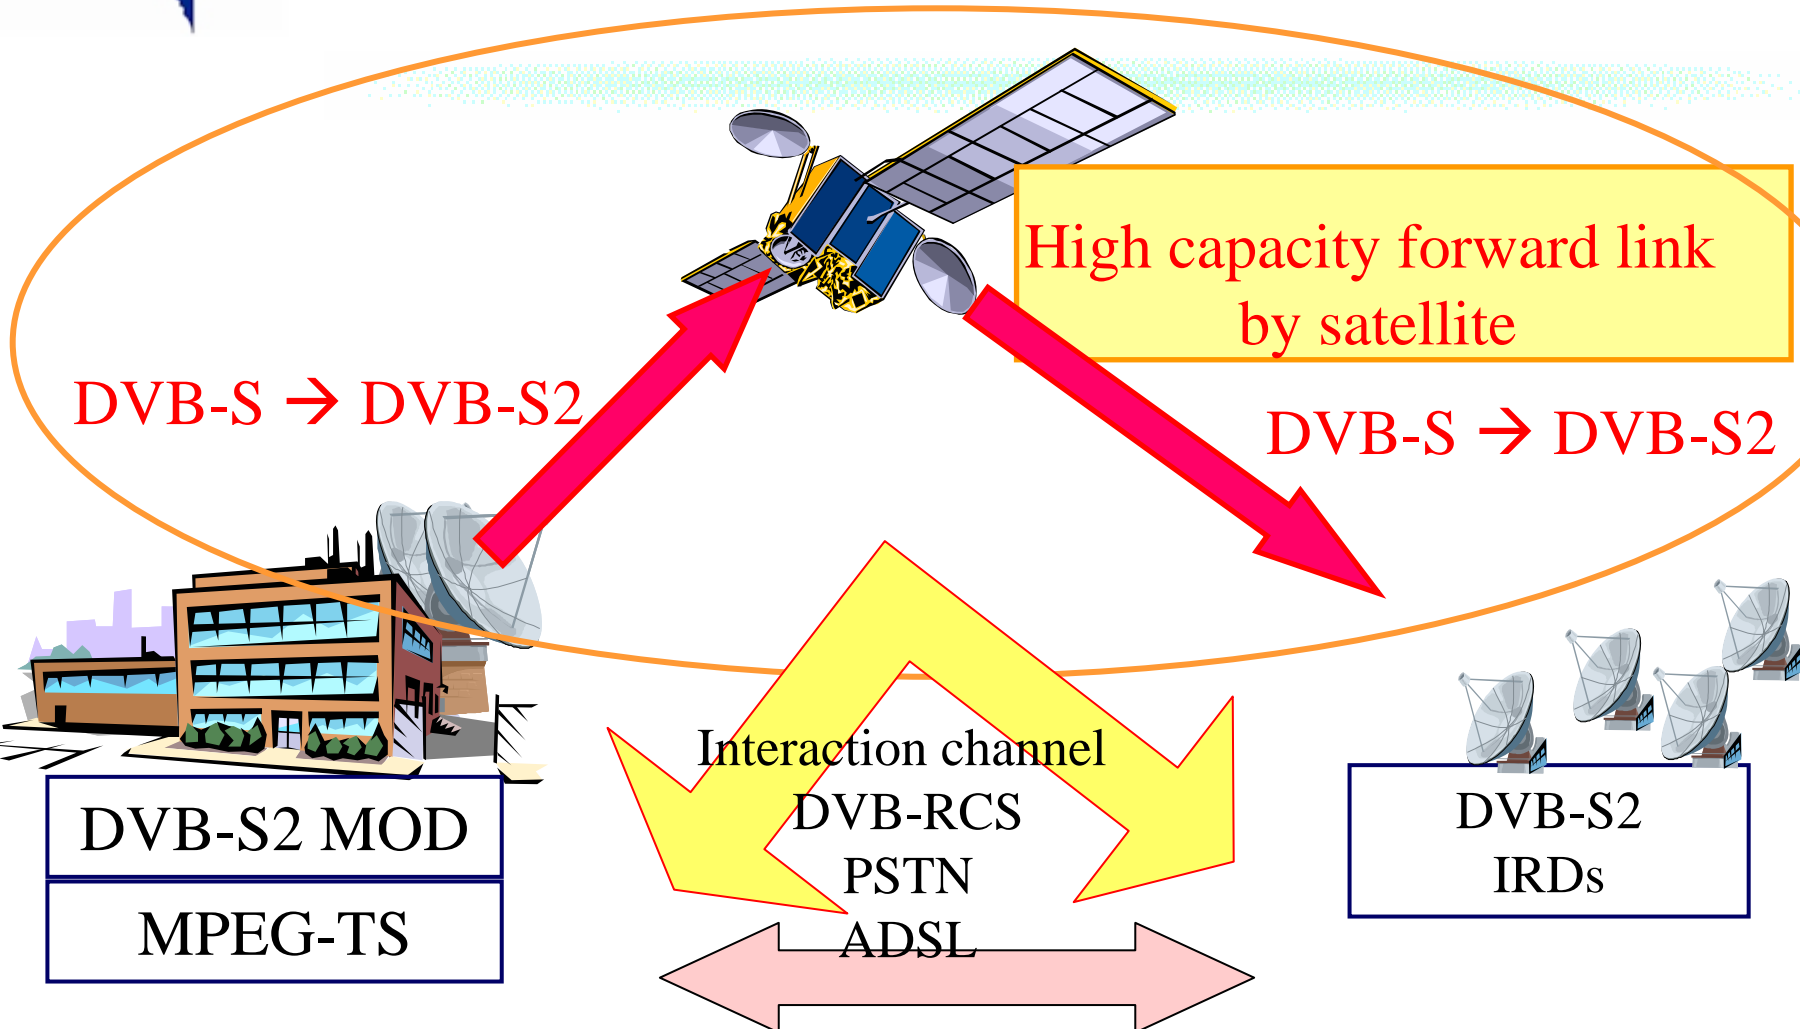 High capacity forward link
by satellite
DVB-S → DVB-S2
DVB-S → DVB-S2
Interaction channel
DVB-RCS
PSTN
ADSL
DVB-S2 MOD
MPEG-TS
DVB-S2
IRDs